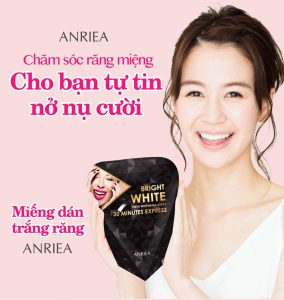 ANRIEA
Chăm sóc răng miệng
Cho bạn tự tin
nở nụ cười
BRIGHT
WHITE
30 MINUTES EXPRESS
Miếng dán
trắng răng
ANRIEA
ANRIEA